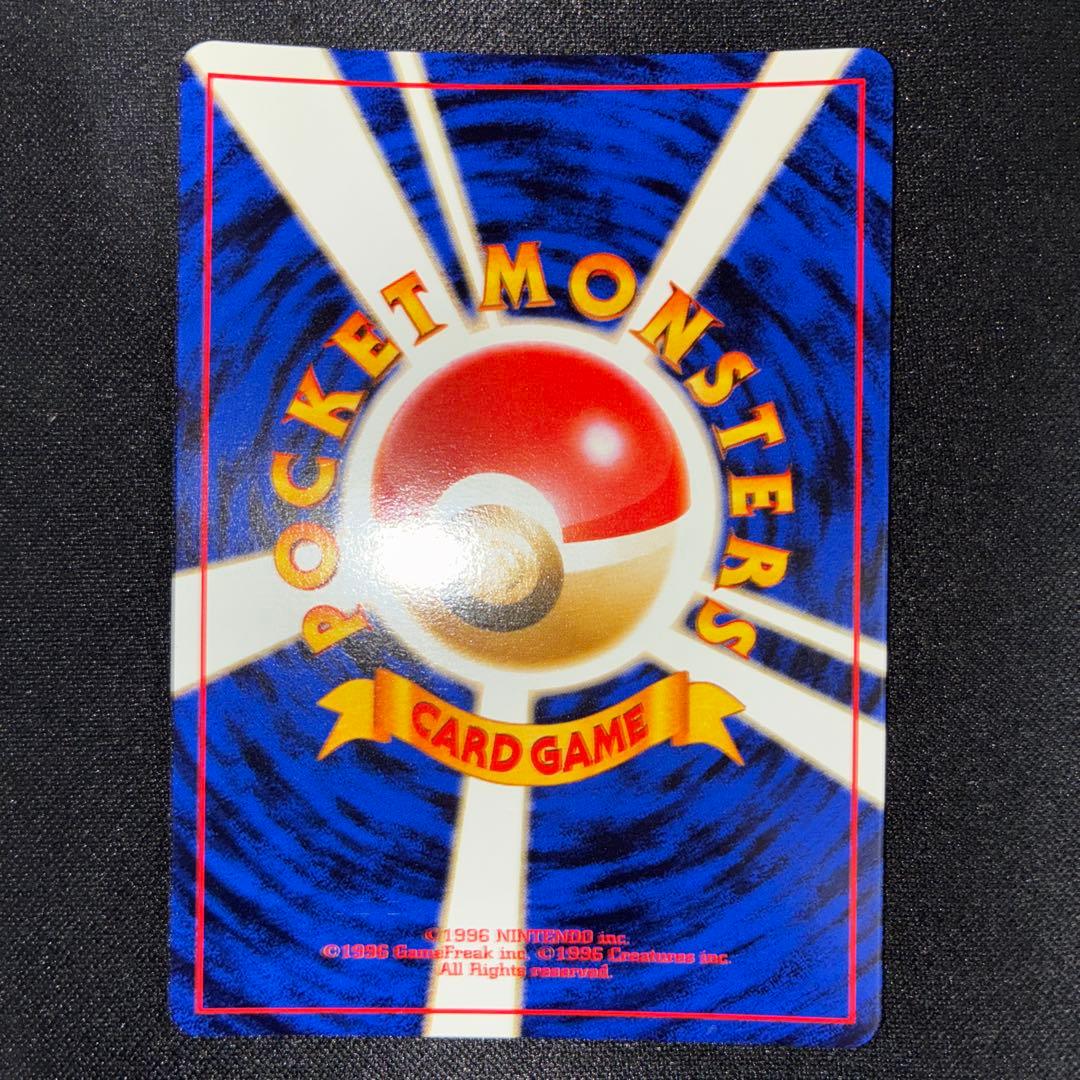 POCKET MONSTERS
CARD GAME
©1996 NINTENDO inc.
©1996 GameFreak inc. ©1996 Creatures inc.
All Rights reserved.